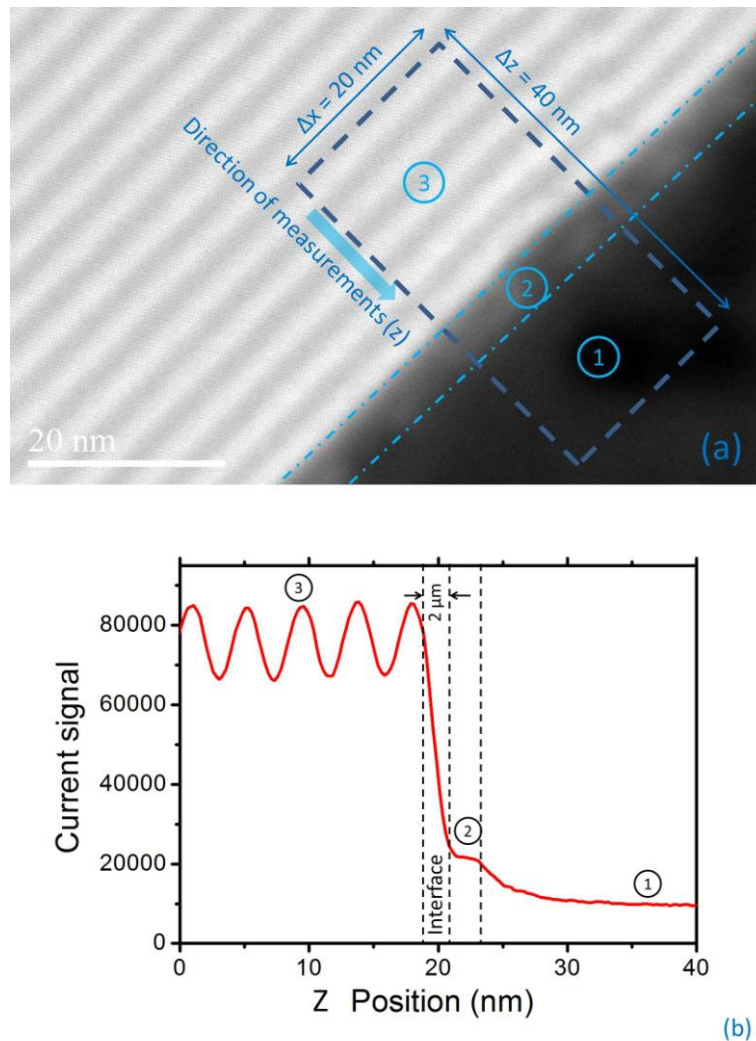 Δx = 20 nm
Δz = 40 nm
Direction of
measurements (z)
③
②
①
20 nm
(a)
Current signal
80000
60000
40000
20000
0
③
2 μm
Interface
②
①
0
10
20
30
40
Z Position (nm)
(b)